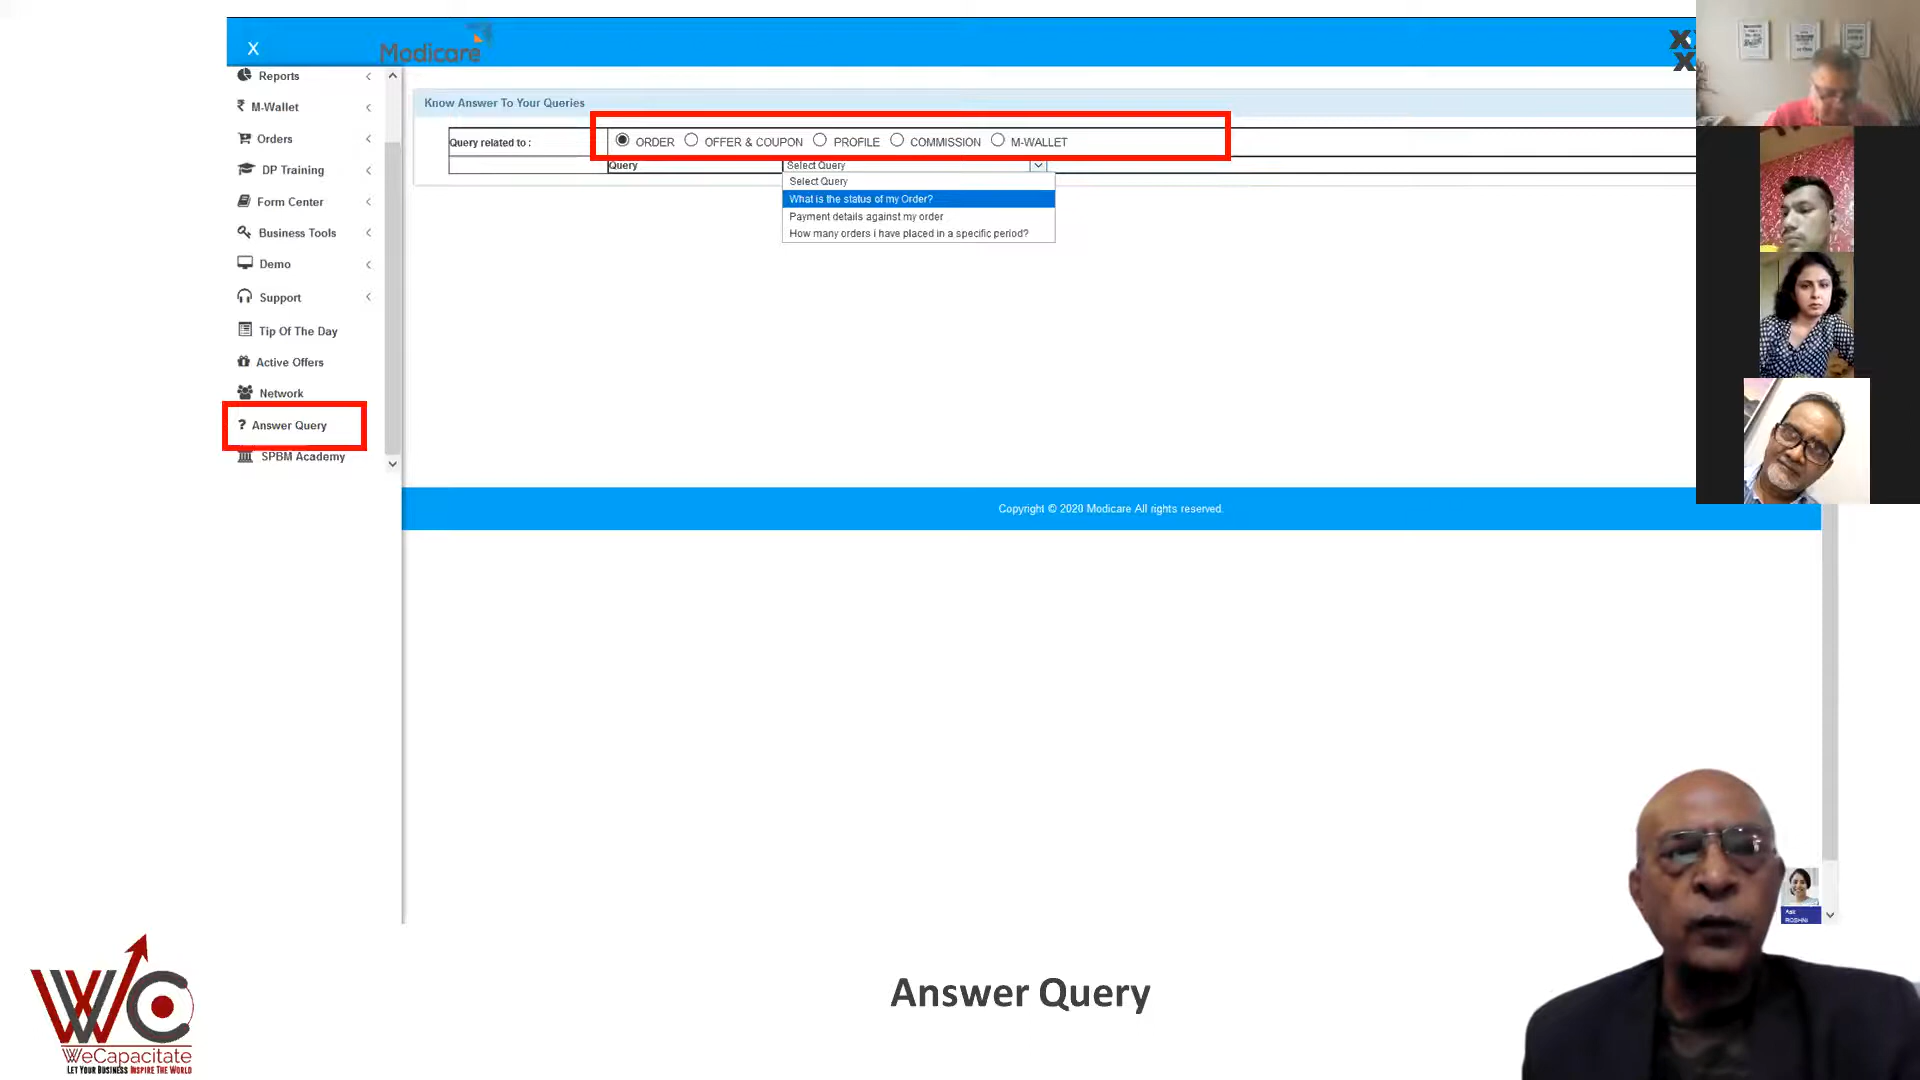 X
Modicare
Reports
M-Wallet
Orders
DP Training
Form Center
Business Tools
Demo
Support
Tip Of The Day
Active Offers
Network
? Answer Query
SPBM Academy
Know Answer To Your Queries
Query related to :
ORDER OFFER & COUPON PROFILE COMMISSION M-WALLET
Query
Select Query
Select Query
What is the status of my Order?
Payment details against my order
How many orders i have placed in a specific period?
Copyright © 2020 Modicare All rights reserved.
Ask
ROSHNI
Answer Query
WC
WeCapacitate
LET YOUR BUSINESS INSPIRE THE WORLD